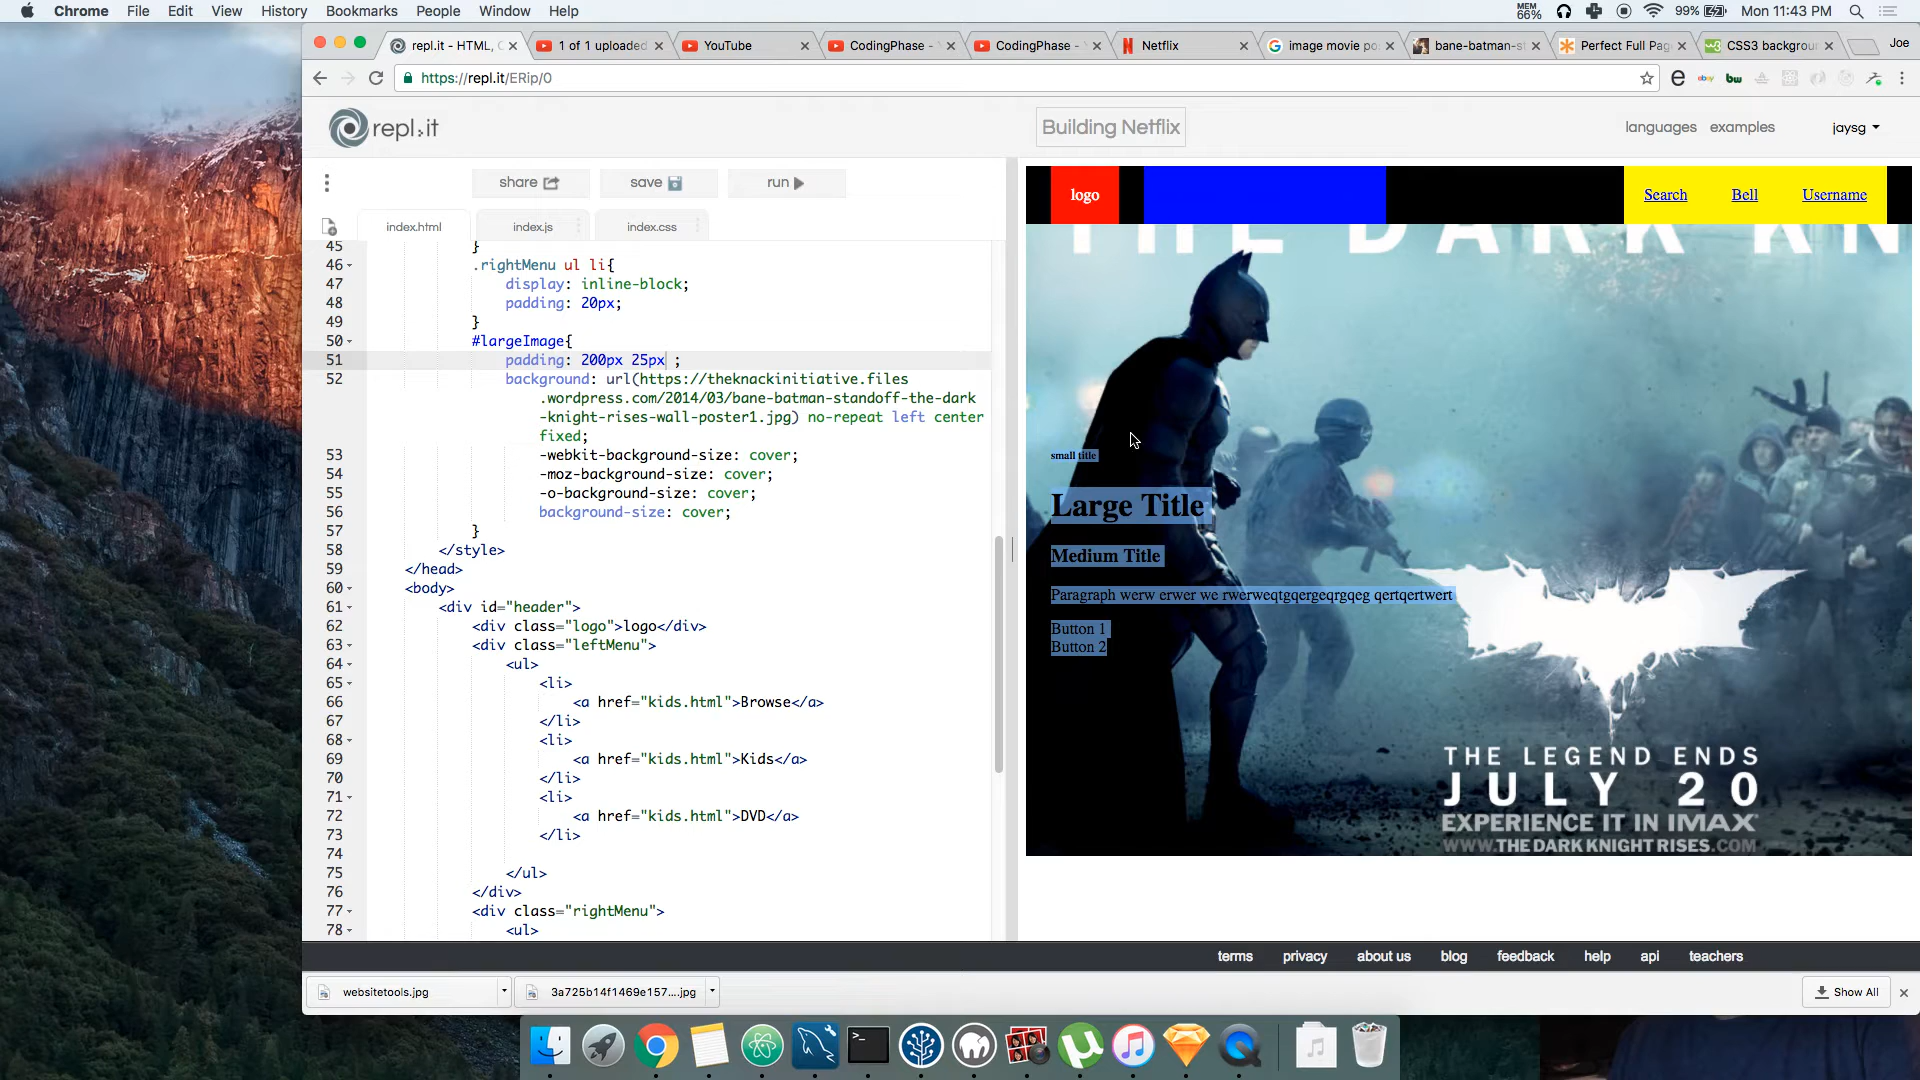 Chrome File Edit View History Bookmarks People Window Help
MEM 66% 99% Mon 11:43 PM
repl.it - HTML, C
1 of 1 uploaded
YouTube
CodingPhase -
CodingPhase -
Netflix
image movie po
bane-batman-s
Perfect Full Pag
CSS3 backgrou
Joe
https://repl.it/ERip/0
repl.it
Building Netflix
languages examples jaysg
share save run
index.html index.js index.css
45 }
46 .rightMenu ul li{
47 display: inline-block;
48 padding: 20px;
49 }
50 #largeImage{
51 padding: 200px 25px ;
52 background: url(https://theknackinitiative.files
.wordpress.com/2014/03/bane-batman-standoff-the-dark
-knight-rises-wall-poster1.jpg) no-repeat left center
fixed;
53 -webkit-background-size: cover;
54 -moz-background-size: cover;
55 -o-background-size: cover;
56 background-size: cover;
57 }
58 </style>
59 </head>
60 <body>
61 <div id="header">
62 <div class="logo">logo</div>
63 <div class="leftMenu">
64 <ul>
65 <li>
66 <a href="kids.html">Browse</a>
67 </li>
68 <li>
69 <a href="kids.html">Kids</a>
70 </li>
71 <li>
72 <a href="kids.html">DVD</a>
73 </li>
74
75 </ul>
76 </div>
77 <div class="rightMenu">
78 <ul>
logo Search Bell Username
THE DARK KN
small title
Large Title
Medium Title
Paragraph werw erwer we rwerweqtgqergeqrgqeg qertqertwert
Button 1
Button 2
THE LEGEND ENDS
JULY 20
EXPERIENCE IT IN IMAX
WWW.THEDARKKNIGHTRISES.COM
terms privacy about us blog feedback help api teachers
websitetools.jpg
3a725b14f1469e157....jpg
Show All